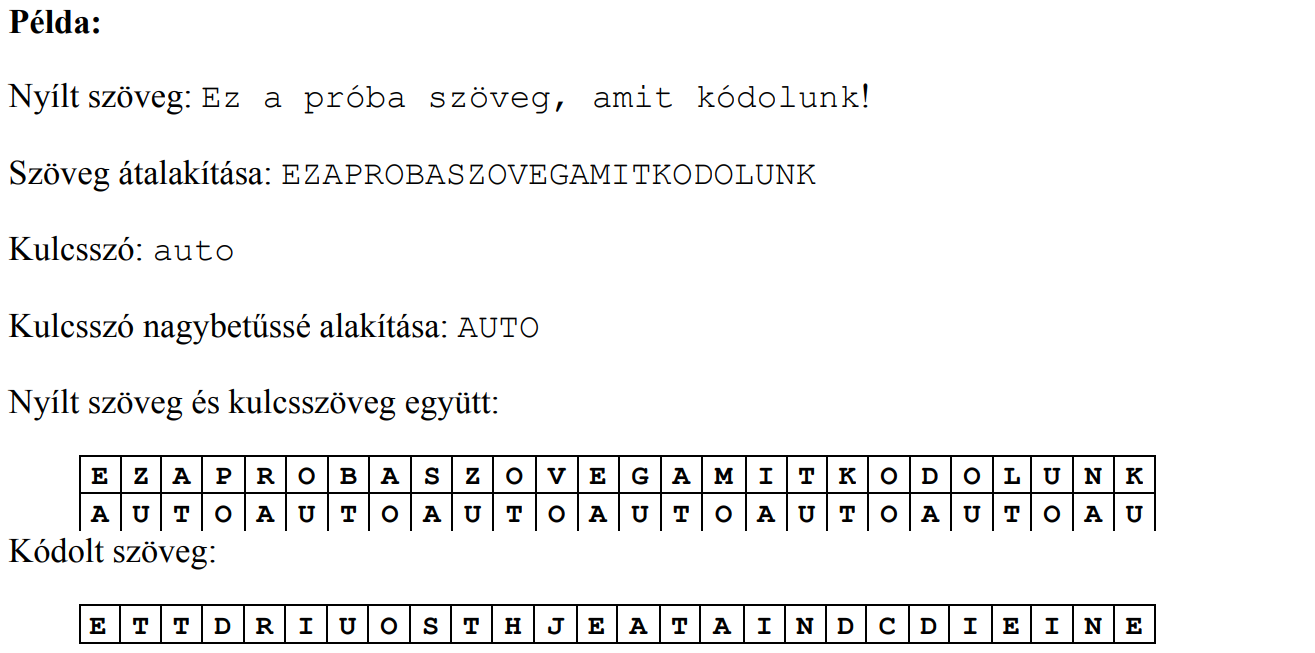 Példa:
Nyílt szöveg: Ez a próba szöveg, amit kódolunk!
Szöveg átalakítása: EZAPROBASZOVEGAMITKODOLUNK
Kulcsszó: auto
Kulcsszó nagybetűssé alakítása: AUTO
Nyílt szöveg és kulcsszöveg együtt:
E Z A P R O B A S Z O V E G A M I T K O D O L U N K
A U T O A U T O A U T O A U T O A U T O A U T O A U
Kódolt szöveg:
E T T D R I U O S T H J E A T A I N D C D I E I N E